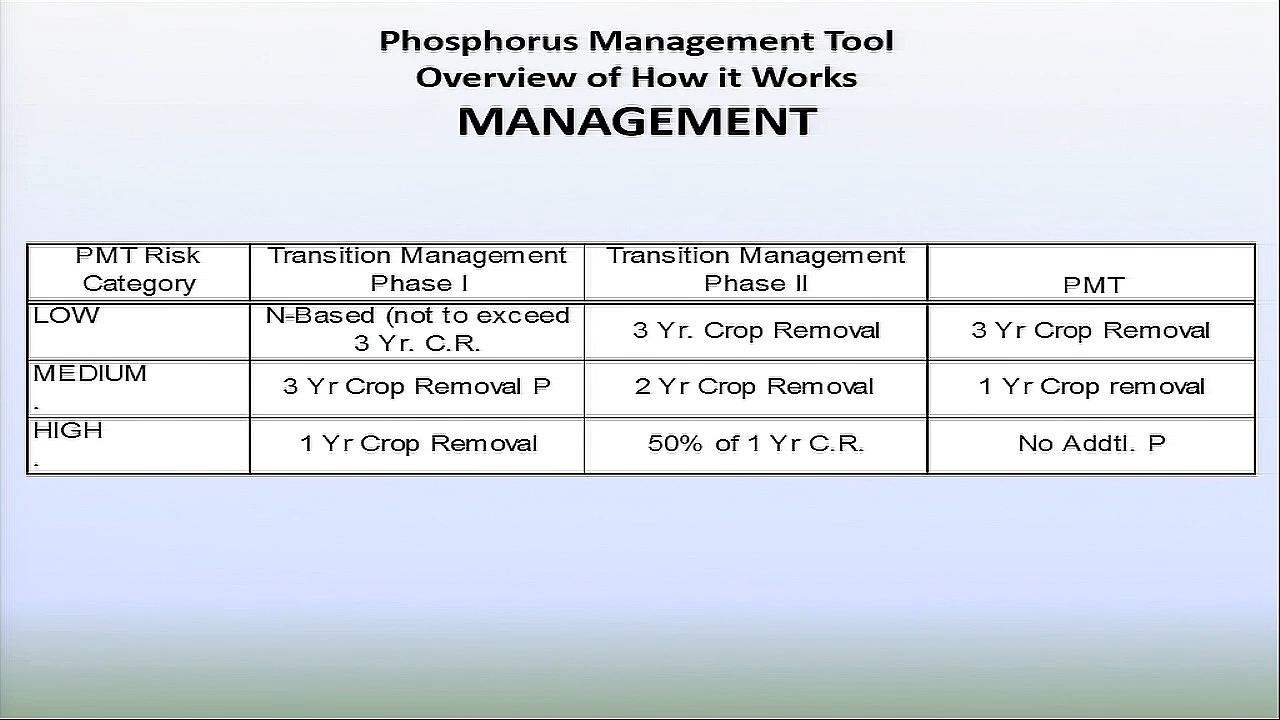 Phosphorus Management Tool
Overview of How it Works
MANAGEMENT
PMT Risk
Category
Transition Management
Phase I
Transition Management
Phase II
PMT
LOW
N-Based (not to exceed
3 Yr. C.R.
3 Yr. Crop Removal
3 Yr Crop Removal
MEDIUM
.
3 Yr Crop Removal P
2 Yr Crop Removal
1 Yr Crop removal
HIGH
.
1 Yr Crop Removal
50% of 1 Yr C.R.
No Addtl. P